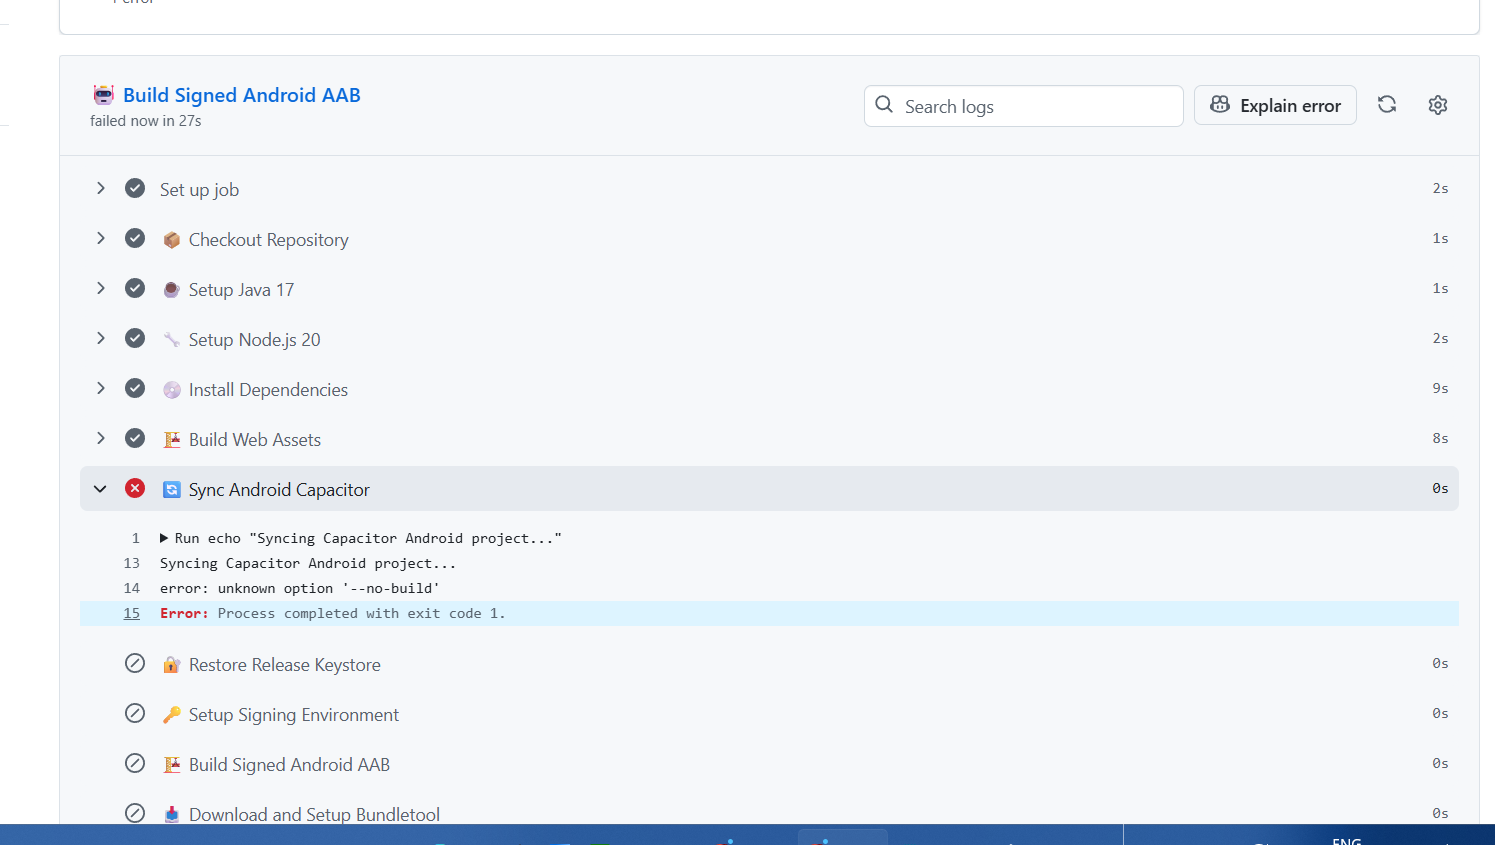 Build Signed Android AAB
failed now in 27s
Search logs
Explain error
Set up job
2s
Checkout Repository
1s
Setup Java 17
1s
Setup Node.js 20
2s
Install Dependencies
9s
Build Web Assets
8s
Sync Android Capacitor
0s
1 Run echo "Syncing Capacitor Android project..."
13 Syncing Capacitor Android project...
14 error: unknown option '--no-build'
15 Error: Process completed with exit code 1.
Restore Release Keystore
0s
Setup Signing Environment
0s
Build Signed Android AAB
0s
Download and Setup Bundletool
0s
ENG